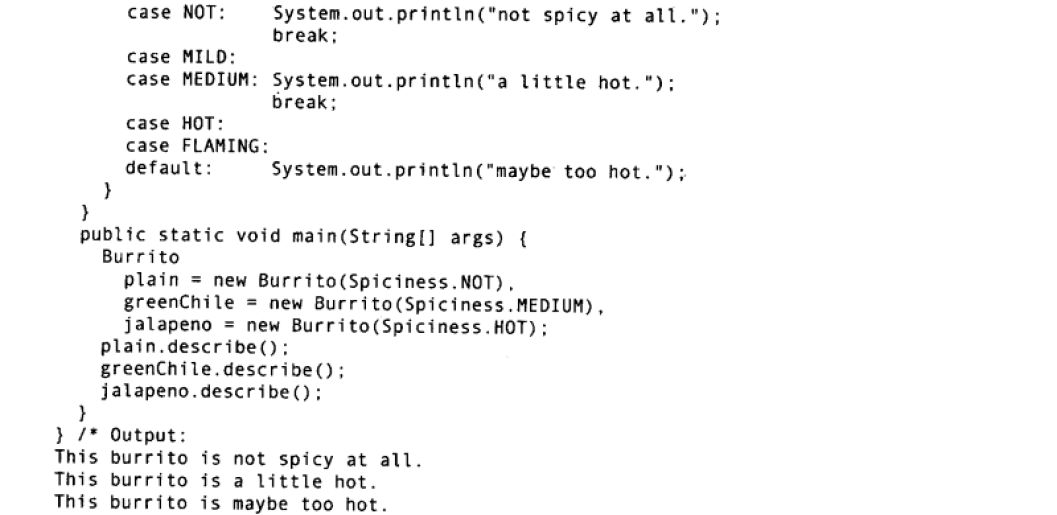 case NOT:    System.out.println("not spicy at all.");
             break;
case MILD:
case MEDIUM: System.out.println("a little hot.");
             break;
case HOT:
case FLAMING:
default:     System.out.println("maybe too hot.");
}
}
public static void main(String[] args) {
Burrito
plain = new Burrito(Spiciness.NOT),
greenChile = new Burrito(Spiciness.MEDIUM),
jalapeno = new Burrito(Spiciness.HOT);
plain.describe();
greenChile.describe();
jalapeno.describe();
}
} /* Output:
This burrito is not spicy at all.
This burrito is a little hot.
This burrito is maybe too hot.